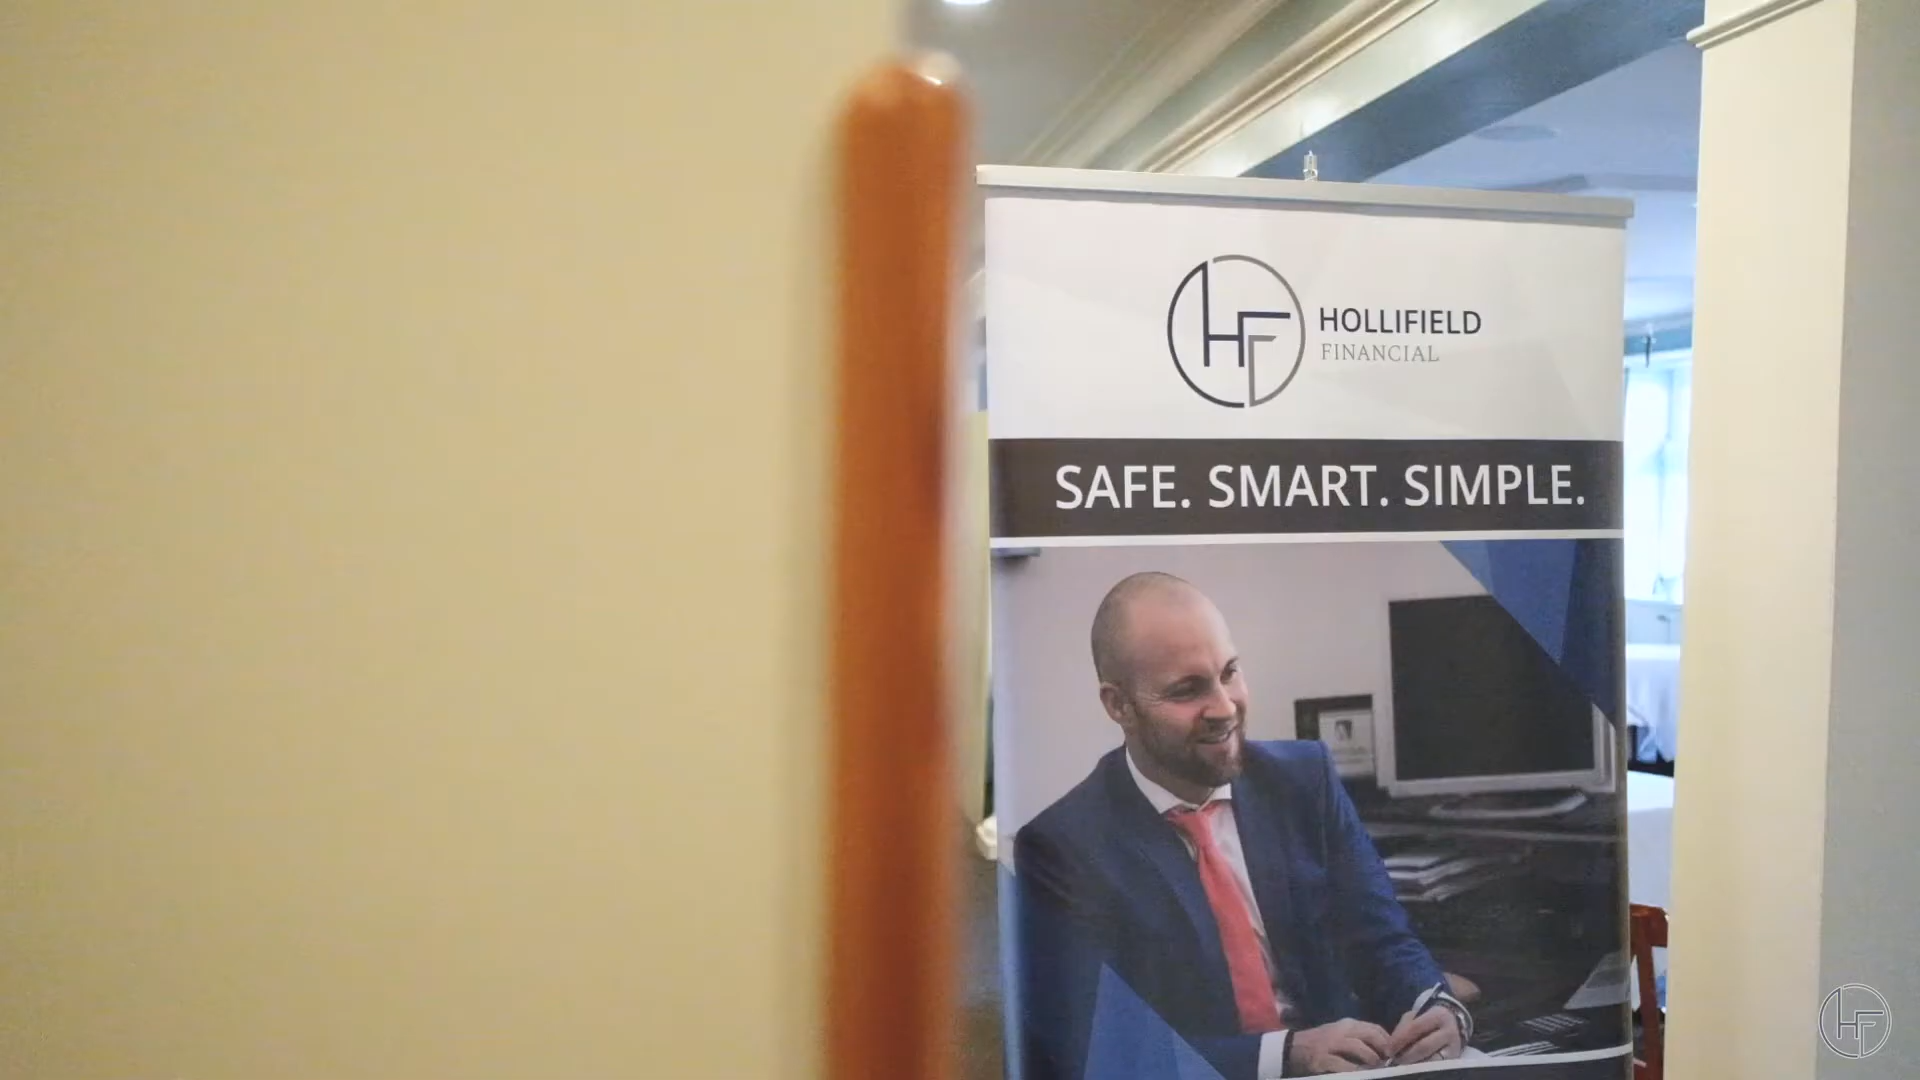 HF
HOLLIFIELD
FINANCIAL
SAFE. SMART. SIMPLE.
HF